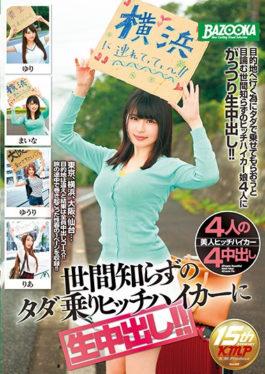 BAZOOKA
横浜
に連れてって〜!!
目的地へ行く為にタダで乗せてもらおうと
目論む世間知らずのヒッチハイカー娘4人に
がっつり生中出し!!
ゆり
まいな
ゆうり
りあ
4人の
美人ヒッチハイカー
4中出し
東京、横浜、大阪、仙台…
世間知らずの
タダ乗りヒッチハイカーに
生中出し!!
15th
KMP